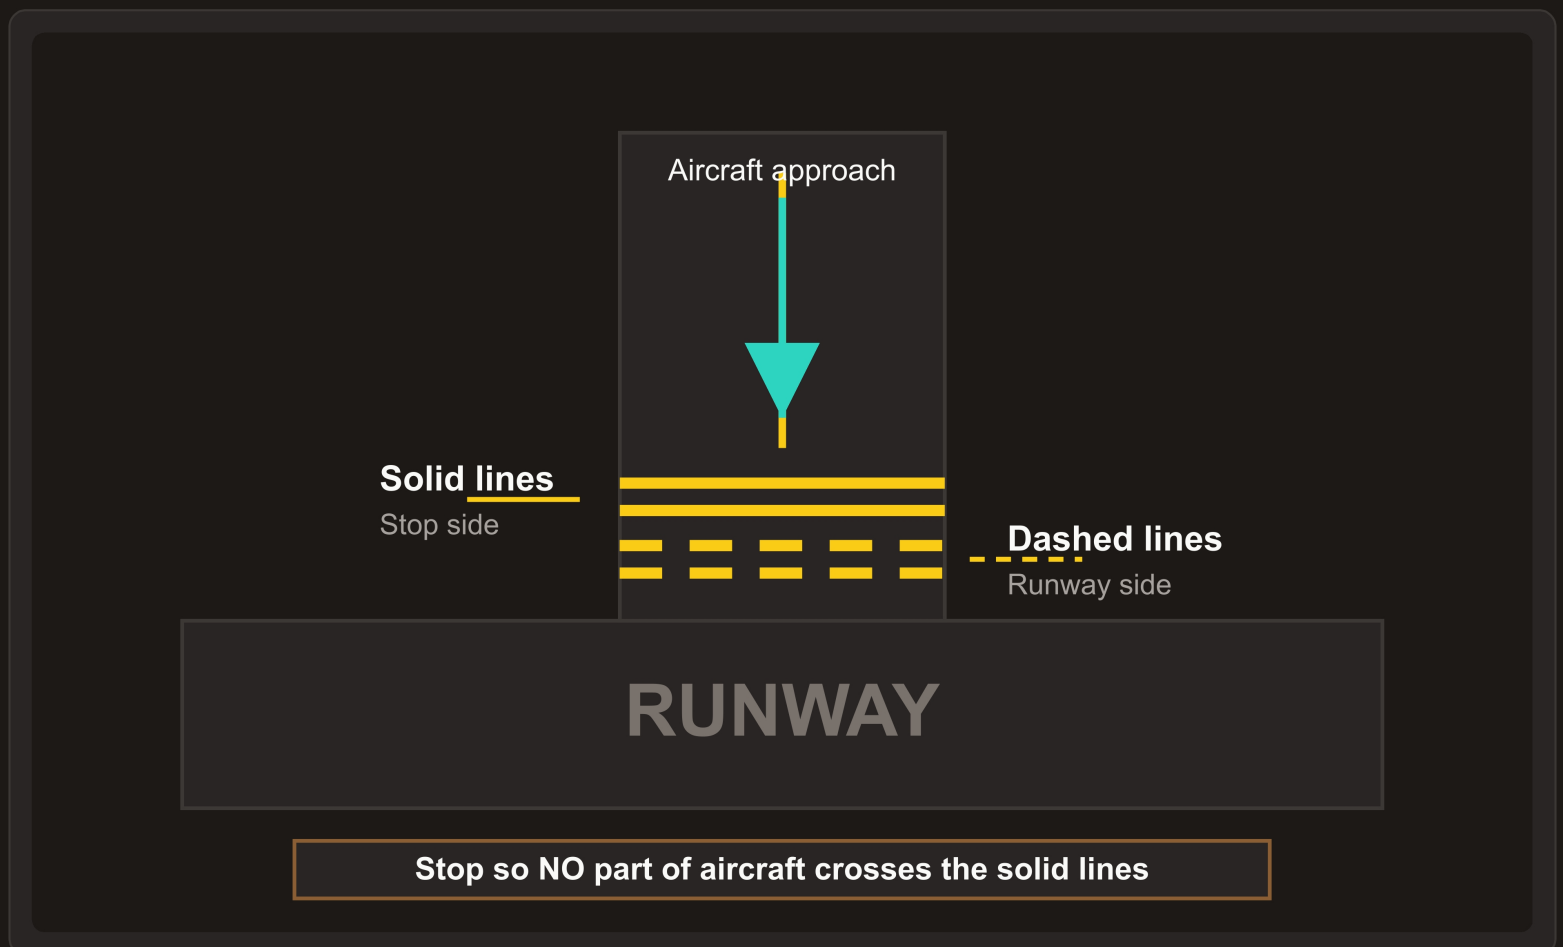 Aircraft approach
Solid lines
Stop side
Dashed lines
Runway side
RUNWAY
Stop so NO part of aircraft crosses the solid lines